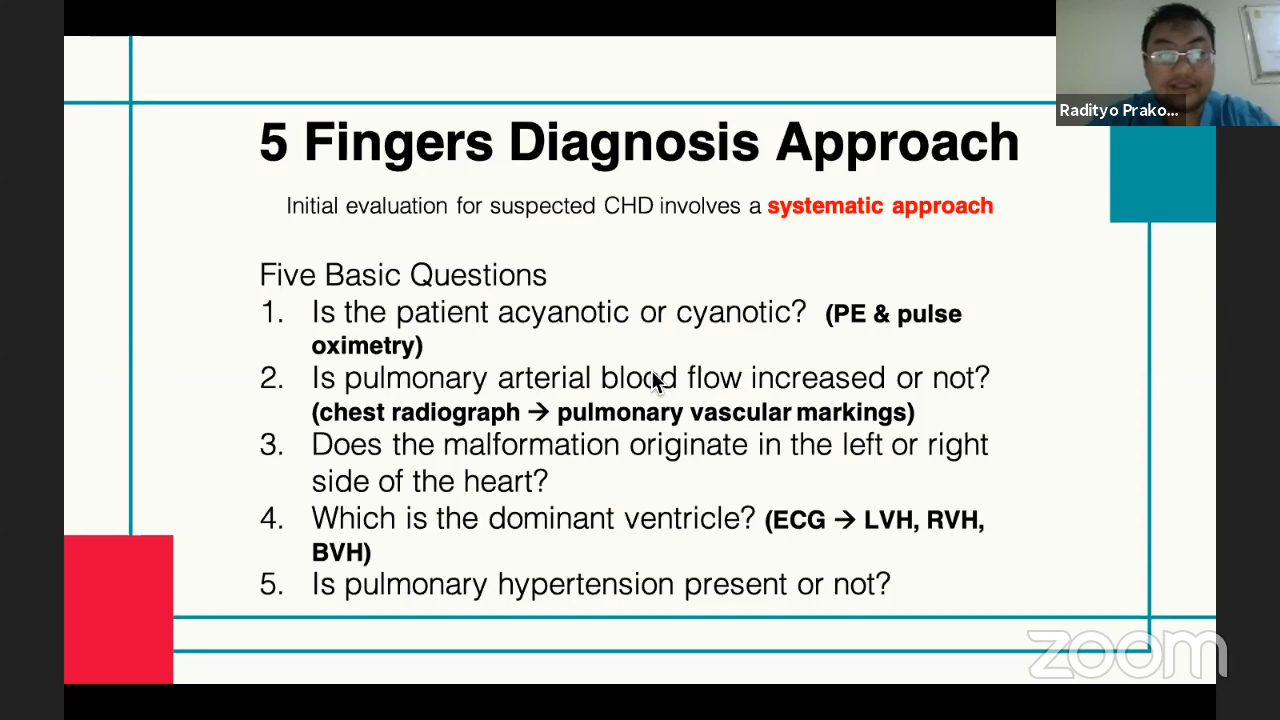 Radityo Prako...
5 Fingers Diagnosis Approach
Initial evaluation for suspected CHD involves a systematic approach
Five Basic Questions
1. Is the patient acyanotic or cyanotic? (PE & pulse
oximetry)
2. Is pulmonary arterial blood flow increased or not?
(chest radiograph → pulmonary vascular markings)
3. Does the malformation originate in the left or right
side of the heart?
4. Which is the dominant ventricle? (ECG → LVH, RVH,
BVH)
5. Is pulmonary hypertension present or not?
zoom